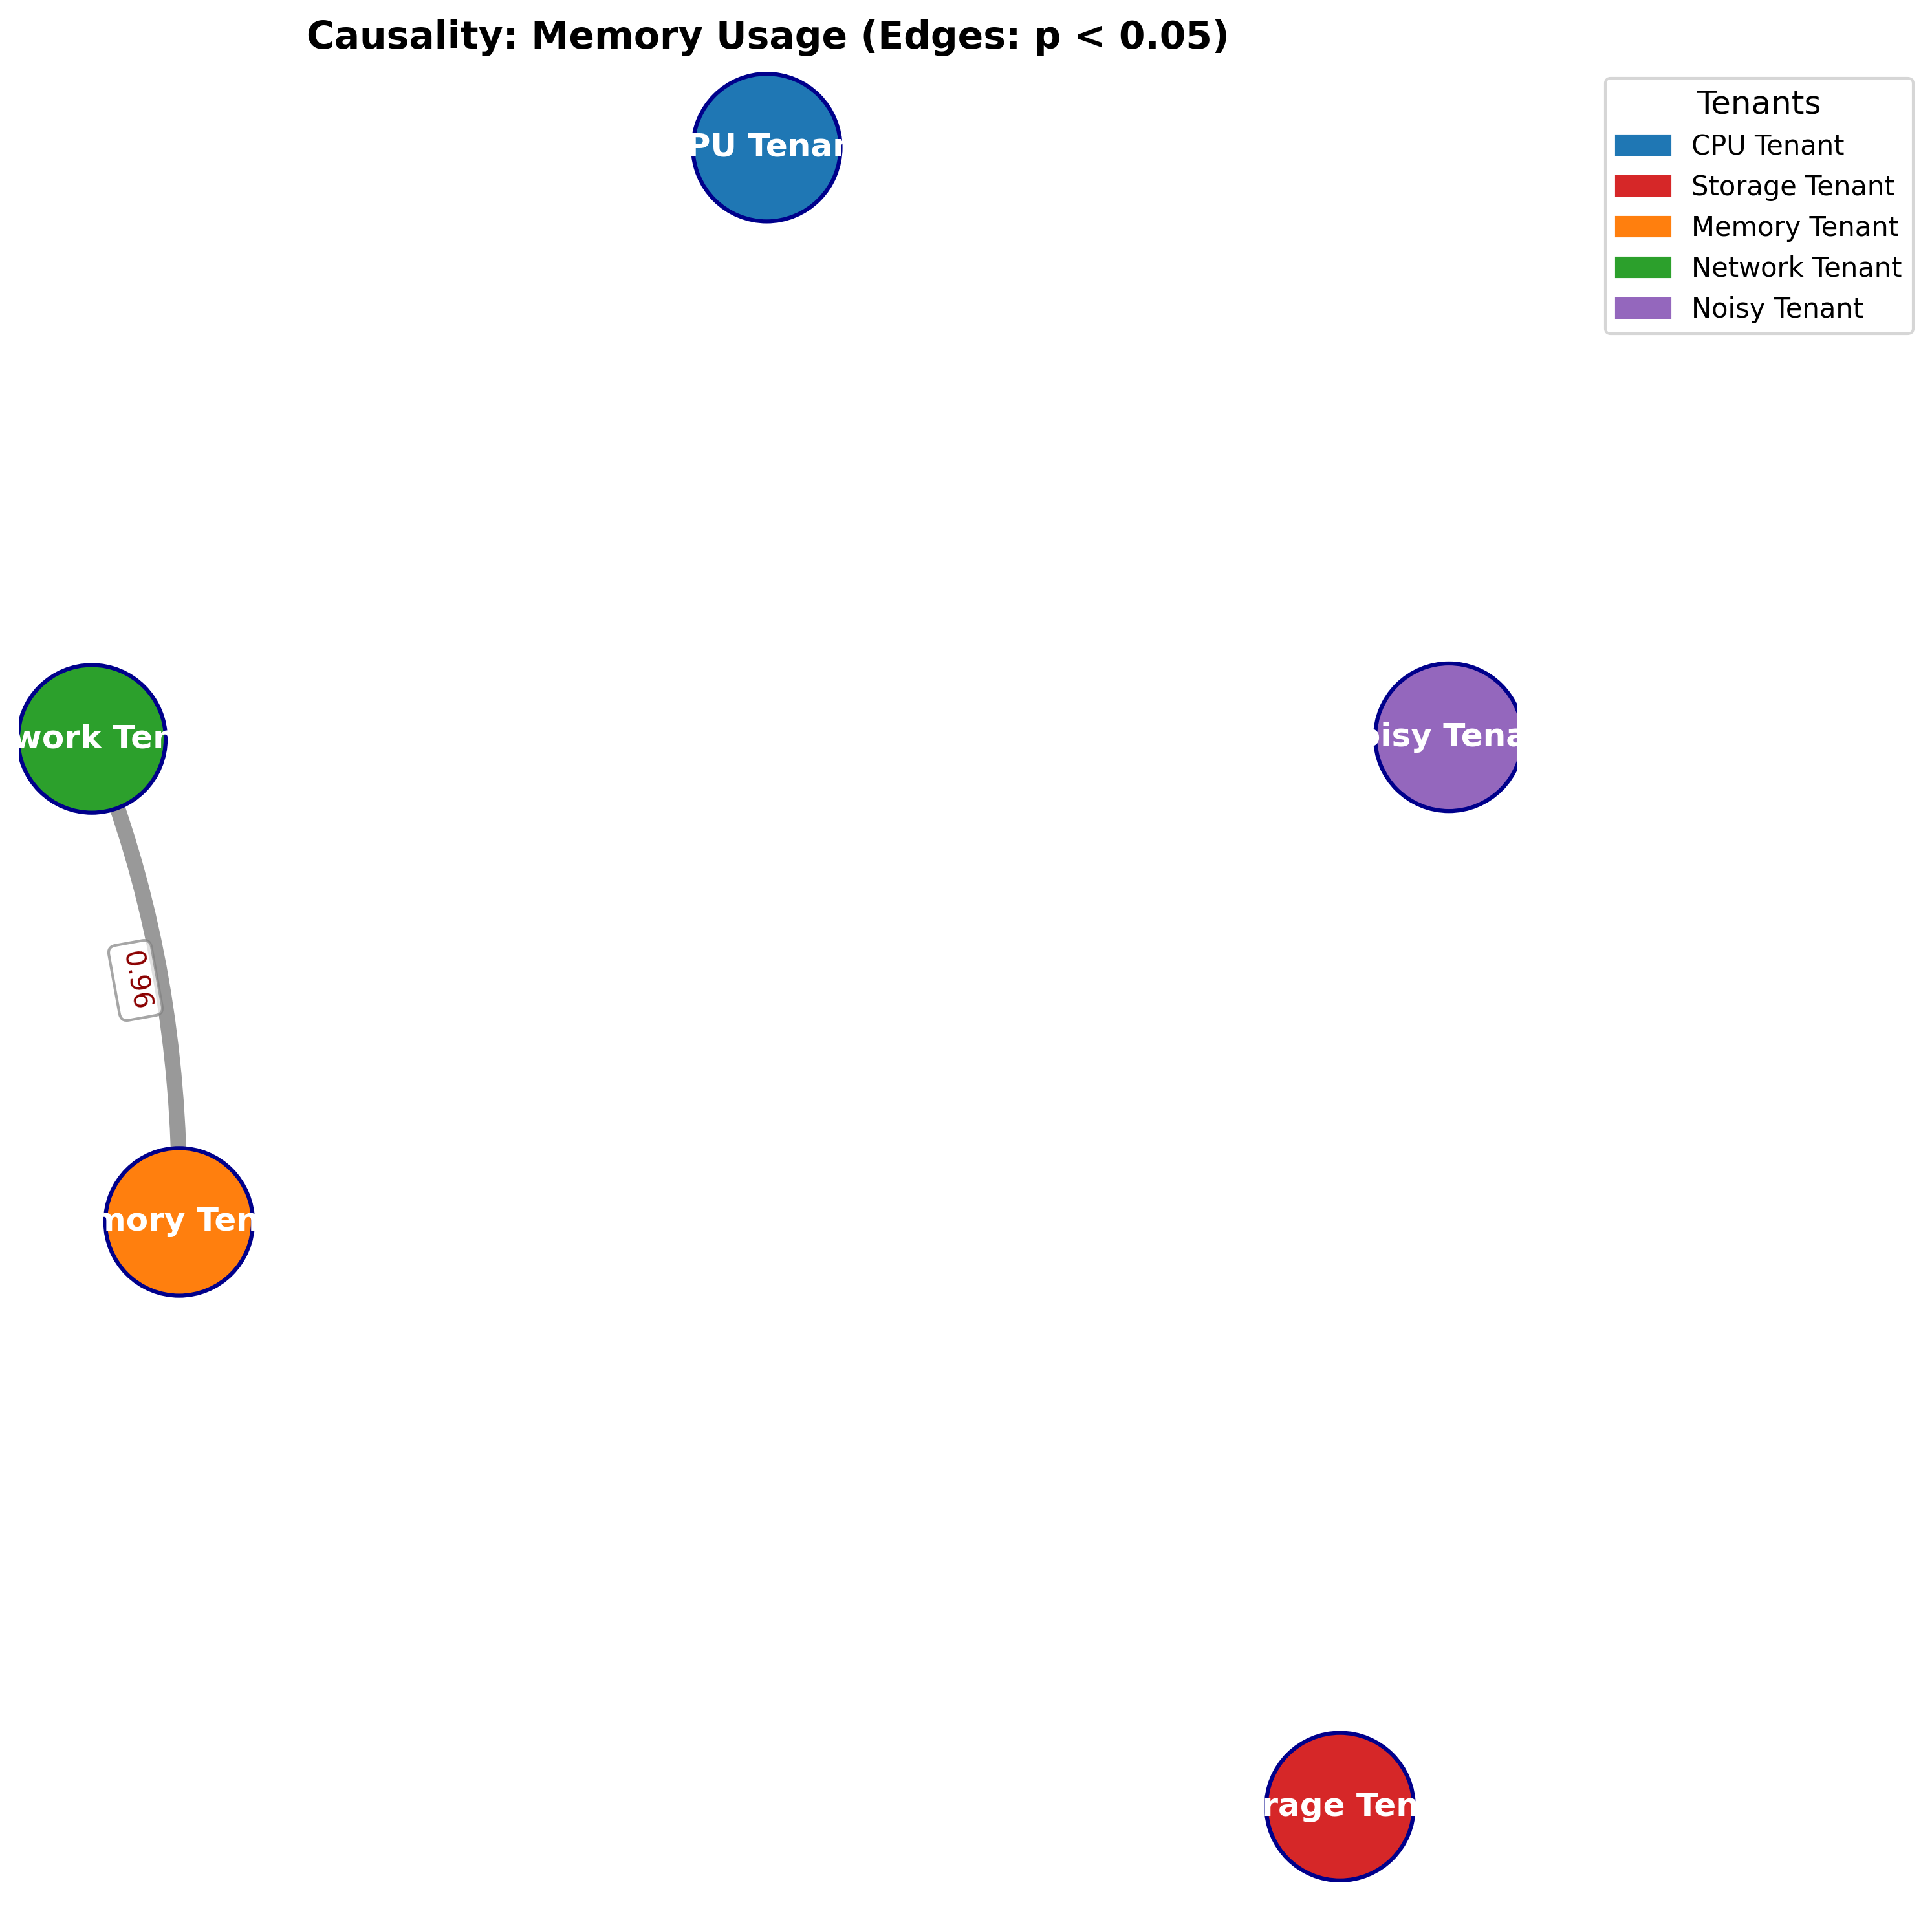 Causality: Memory Usage (Edges: p < 0.05)
Tenants
CPU Tenant
Storage Tenant
Memory Tenant
Network Tenant
Noisy Tenant
PU Tenan
work Ten
oisy Tena
0.96
mory Ten
rage Ten